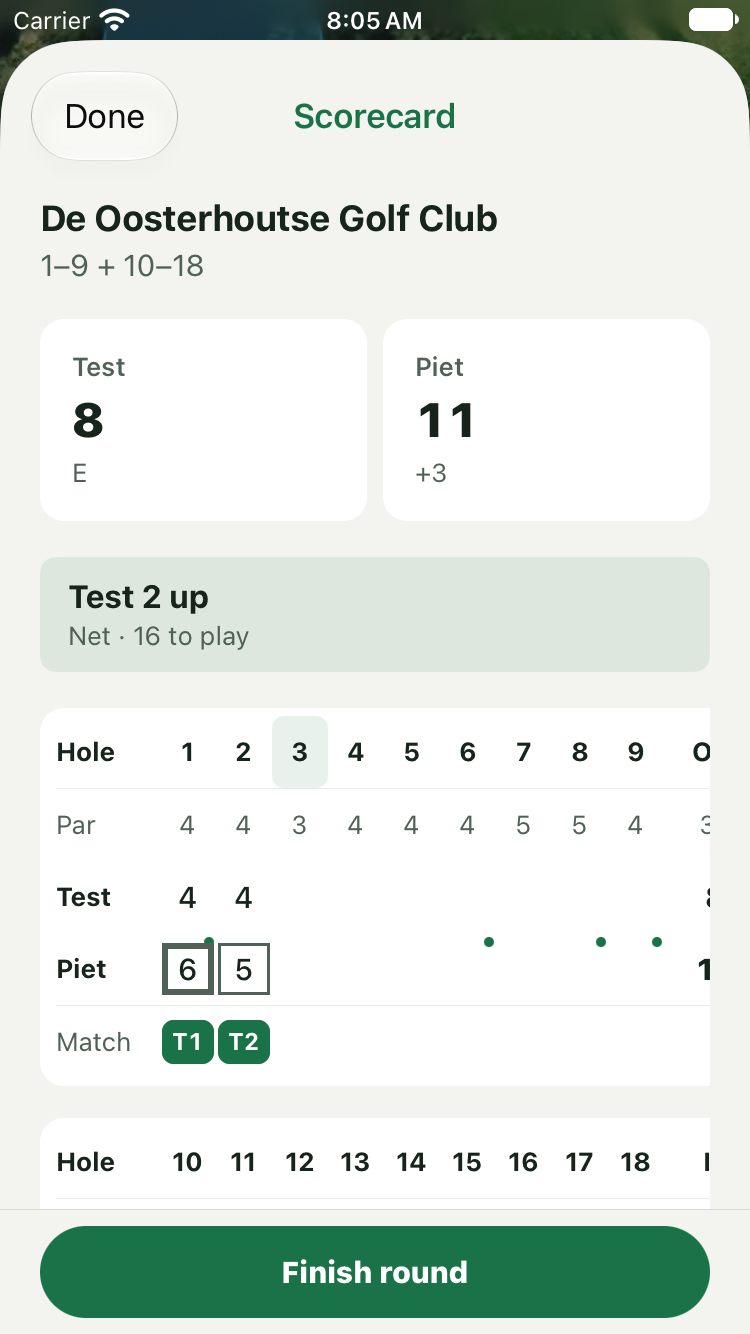 Carrier 8:05 AM
Done Scorecard
De Oosterhoutse Golf Club
1–9 + 10–18
Test Piet
8 11
E +3
Test 2 up
Net · 16 to play
Hole 1 2 3 4 5 6 7 8 9
Par 4 4 3 4 4 4 5 5 4
Test 4 4
Piet 6 5
Match T1 T2
Hole 10 11 12 13 14 15 16 17 18
Finish round